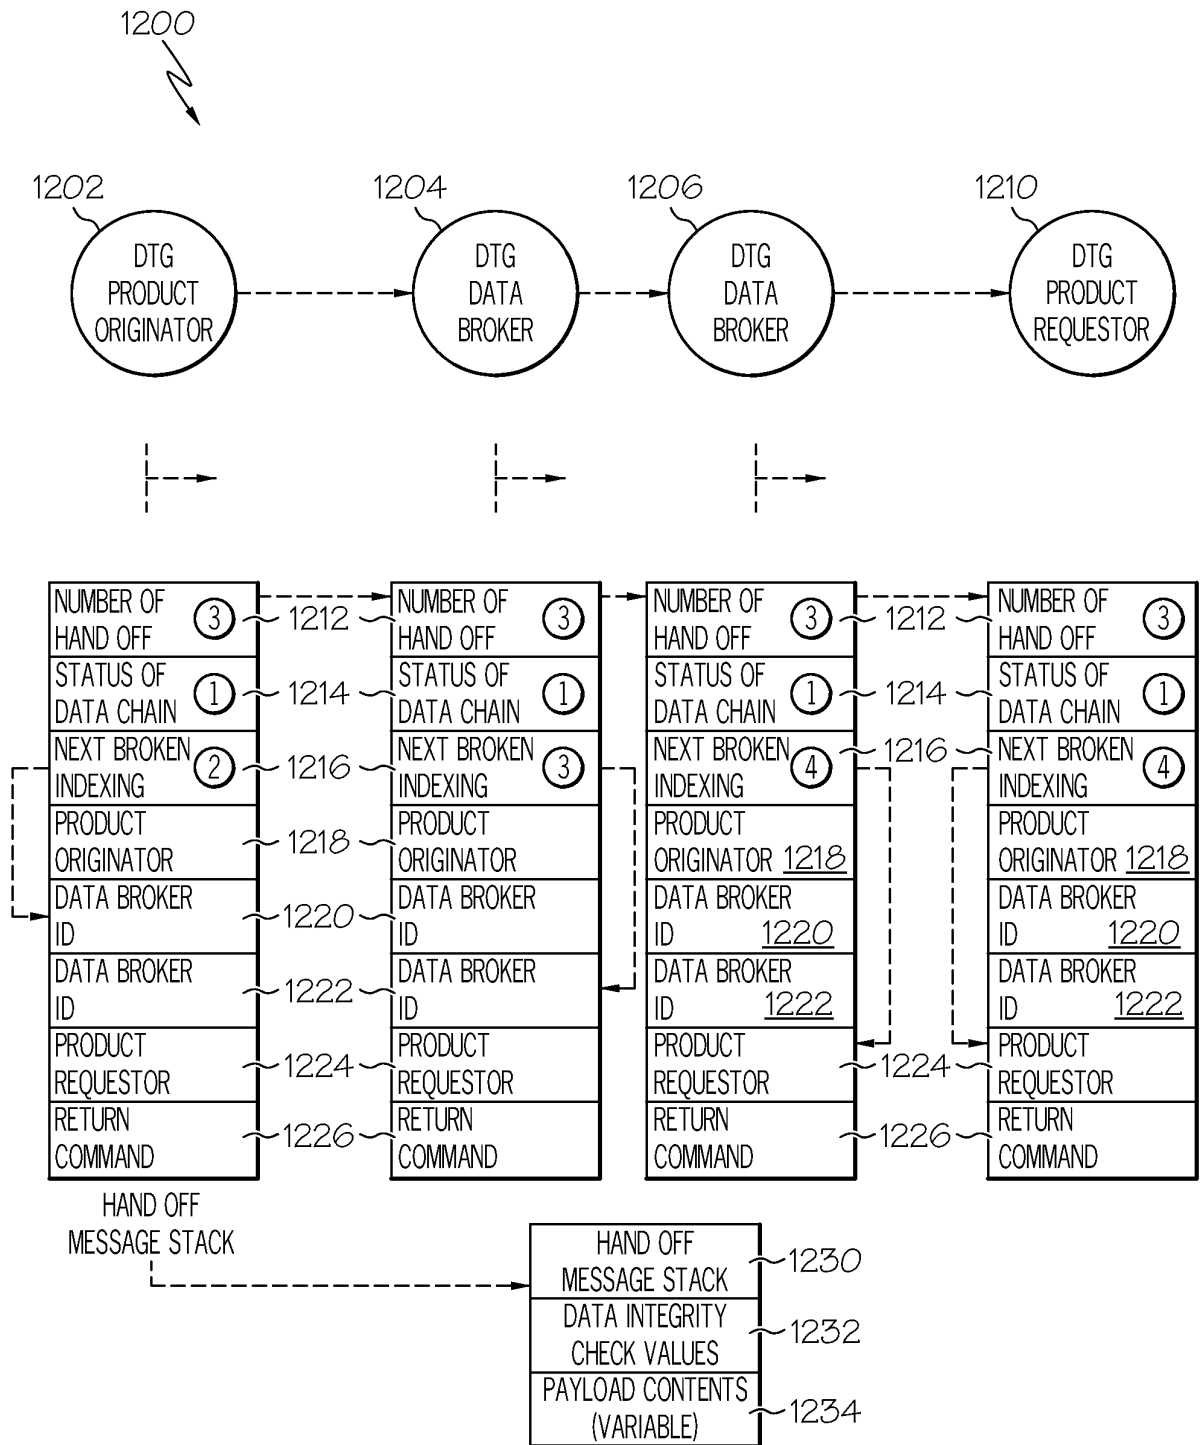 1200
1202
1204
1206
1210
DTG
PRODUCT
ORIGINATOR
DTG
DATA
BROKER
DTG
DATA
BROKER
DTG
PRODUCT
REQUESTOR
NUMBER OF
HAND OFF
3
1212
NUMBER OF
HAND OFF
3
NUMBER OF
HAND OFF
3
1212
NUMBER OF
HAND OFF
3
STATUS OF
DATA CHAIN
1
1214
STATUS OF
DATA CHAIN
1
STATUS OF
DATA CHAIN
1
1214
STATUS OF
DATA CHAIN
1
NEXT BROKEN
INDEXING
2
1216
NEXT BROKEN
INDEXING
3
NEXT BROKEN
INDEXING
4
1216
NEXT BROKEN
INDEXING
4
PRODUCT
ORIGINATOR
1218
PRODUCT
ORIGINATOR
PRODUCT
ORIGINATOR 1218
PRODUCT
ORIGINATOR 1218
DATA BROKER
ID
1220
DATA BROKER
ID
DATA BROKER
ID 1220
DATA BROKER
ID 1220
DATA BROKER
ID
1222
DATA BROKER
ID
DATA BROKER
ID 1222
DATA BROKER
ID 1222
PRODUCT
REQUESTOR
1224
PRODUCT
REQUESTOR
PRODUCT
REQUESTOR
1224
PRODUCT
REQUESTOR
RETURN
COMMAND
1226
RETURN
COMMAND
RETURN
COMMAND
1226
RETURN
COMMAND
HAND OFF
MESSAGE STACK
HAND OFF
MESSAGE STACK
1230
DATA INTEGRITY
CHECK VALUES
1232
PAYLOAD CONTENTS
(VARIABLE)
1234